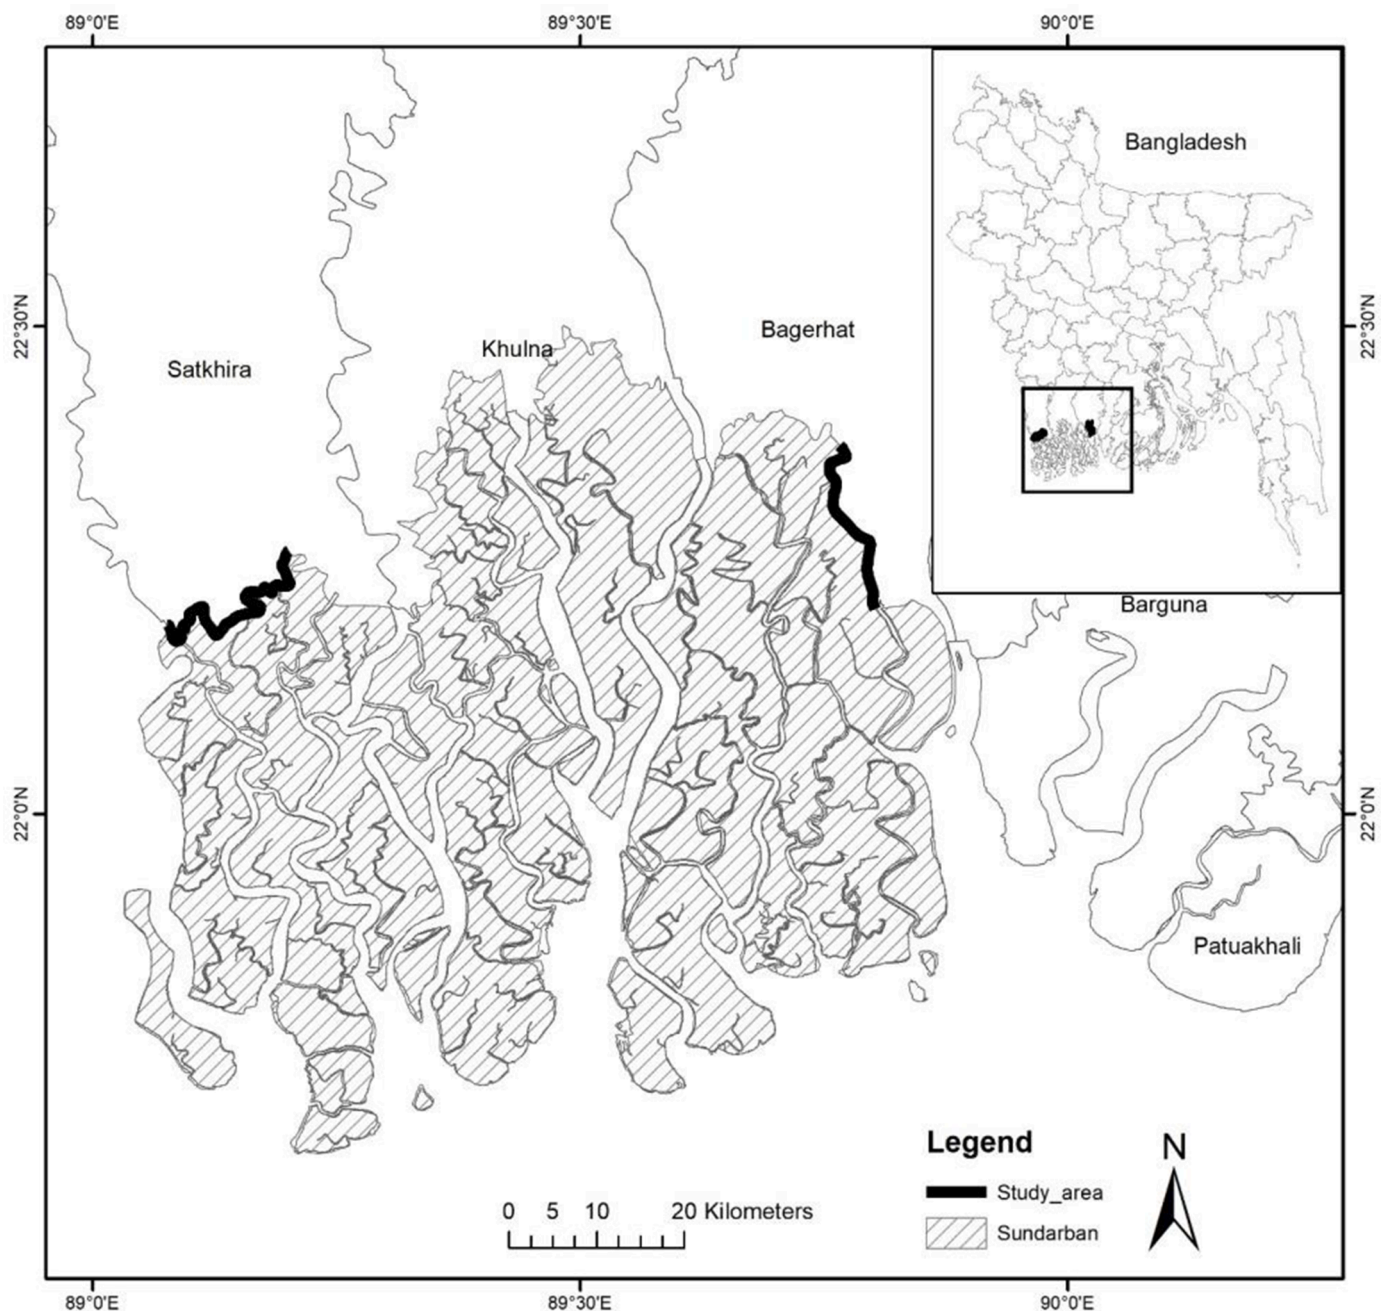 89°0'E 89°30'E 90°0'E
Bangladesh
22°30'N 22°30'N
Bagerhat
Khulna
Satkhira
Barguna
22°0'N 22°0'N
Patuakhali
Legend
N
Study_area
0 5 10 20 Kilometers
Sundarban
89°0'E 89°30'E 90°0'E